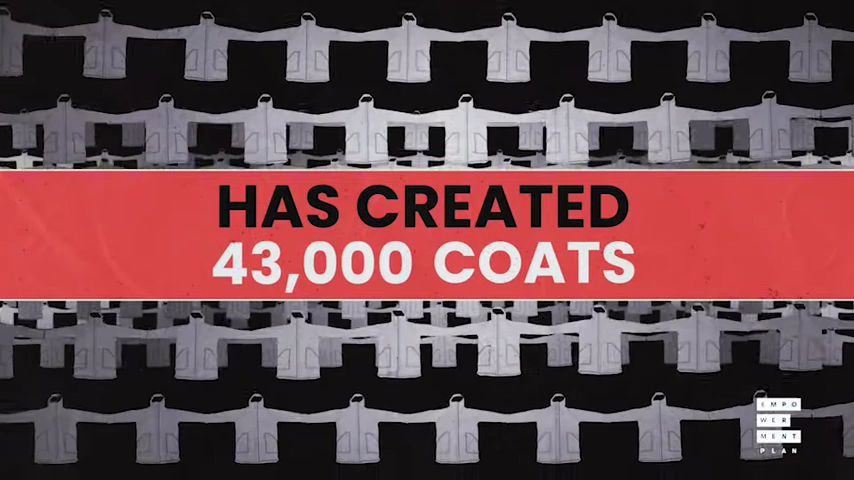 HAS CREATED
43,000 COATS
EMPO
WER
MENT
PLAN